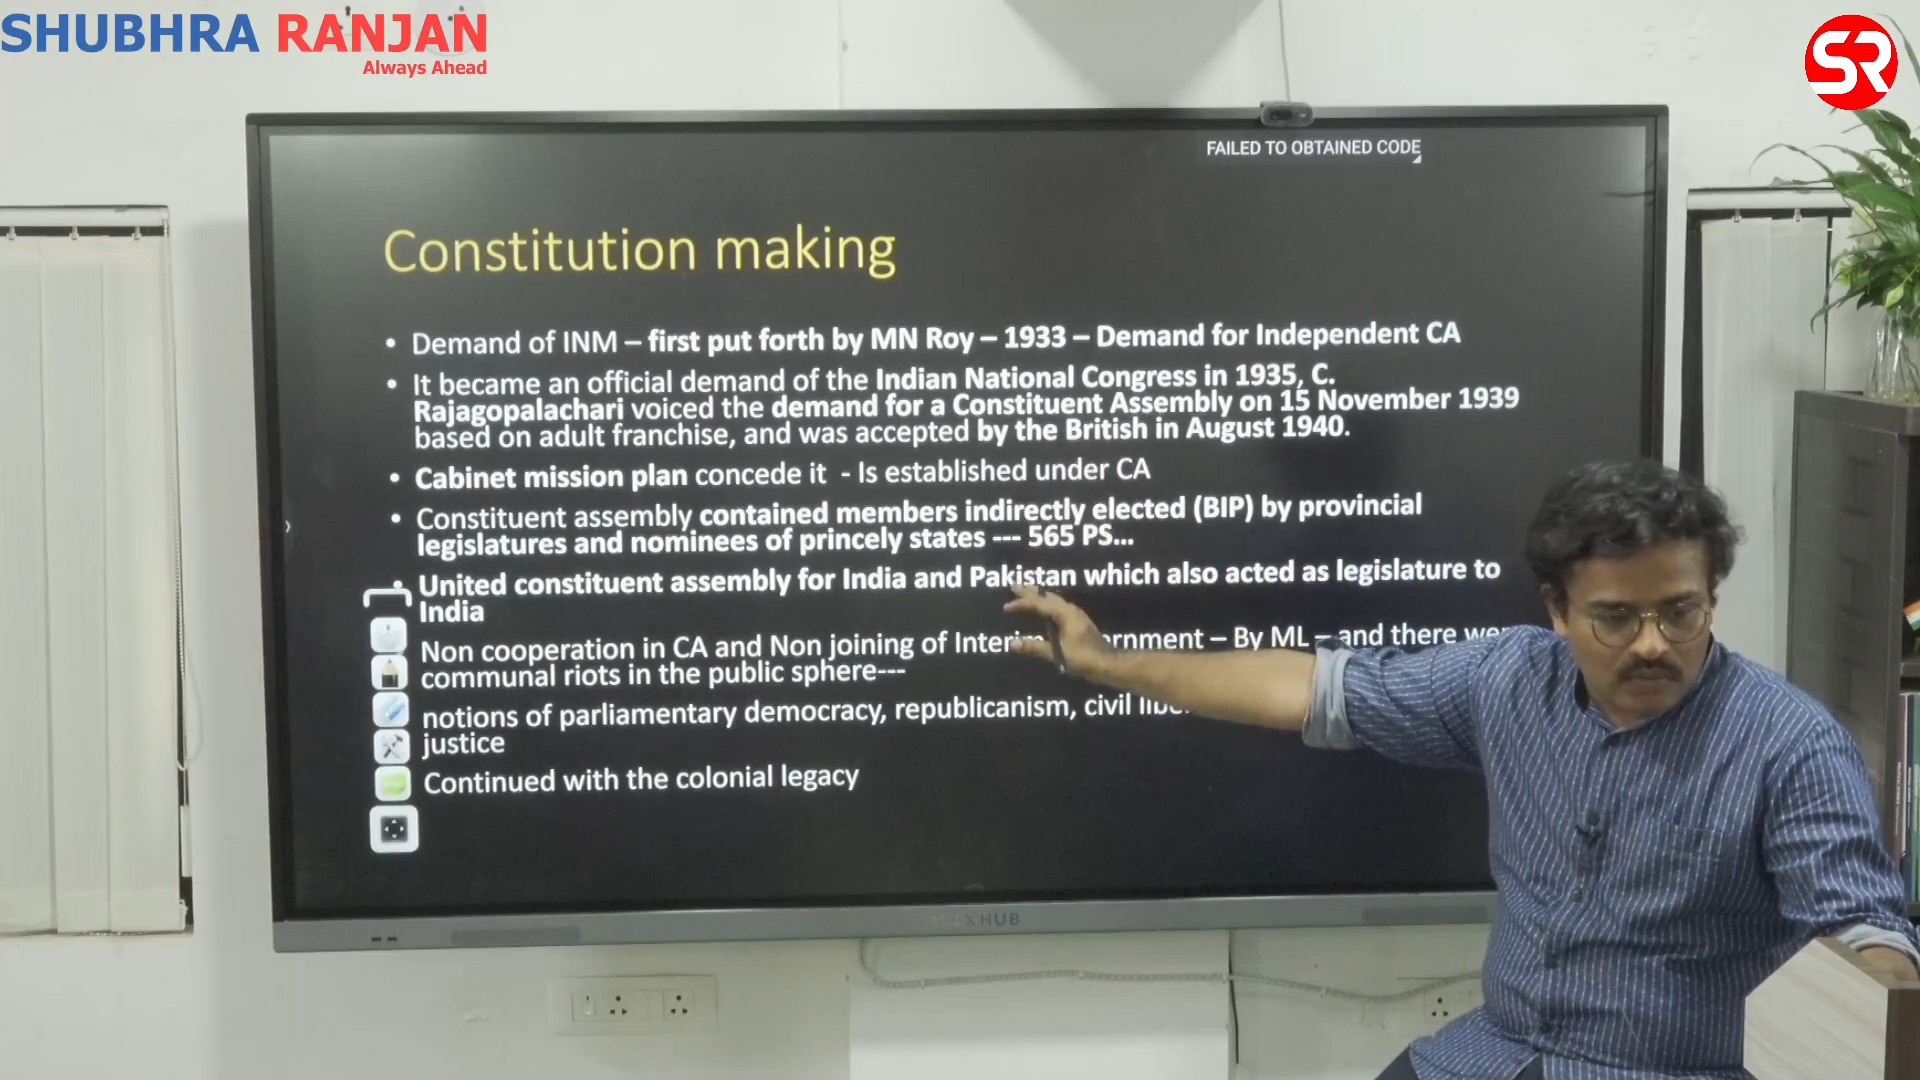 SHUBHRA RANJAN
Always Ahead
SR
FAILED TO OBTAINED CODE
Constitution making
• Demand of INM – first put forth by MN Roy – 1933 – Demand for Independent CA
• It became an official demand of the Indian National Congress in 1935, C.
Rajagopalachari voiced the demand for a Constituent Assembly on 15 November 1939
based on adult franchise, and was accepted by the British in August 1940.
• Cabinet mission plan concede it - Is established under CA
• Constituent assembly contained members indirectly elected (BIP) by provincial
legislatures and nominees of princely states --- 565 PS...
• United constituent assembly for India and Pakistan which also acted as legislature to
India
Non cooperation in CA and Non joining of – By ML – and there
communal riots in the public sphere---
notions of parliamentary democracy, republicanism, civil
justice
Continued with the colonial legacy
HUB